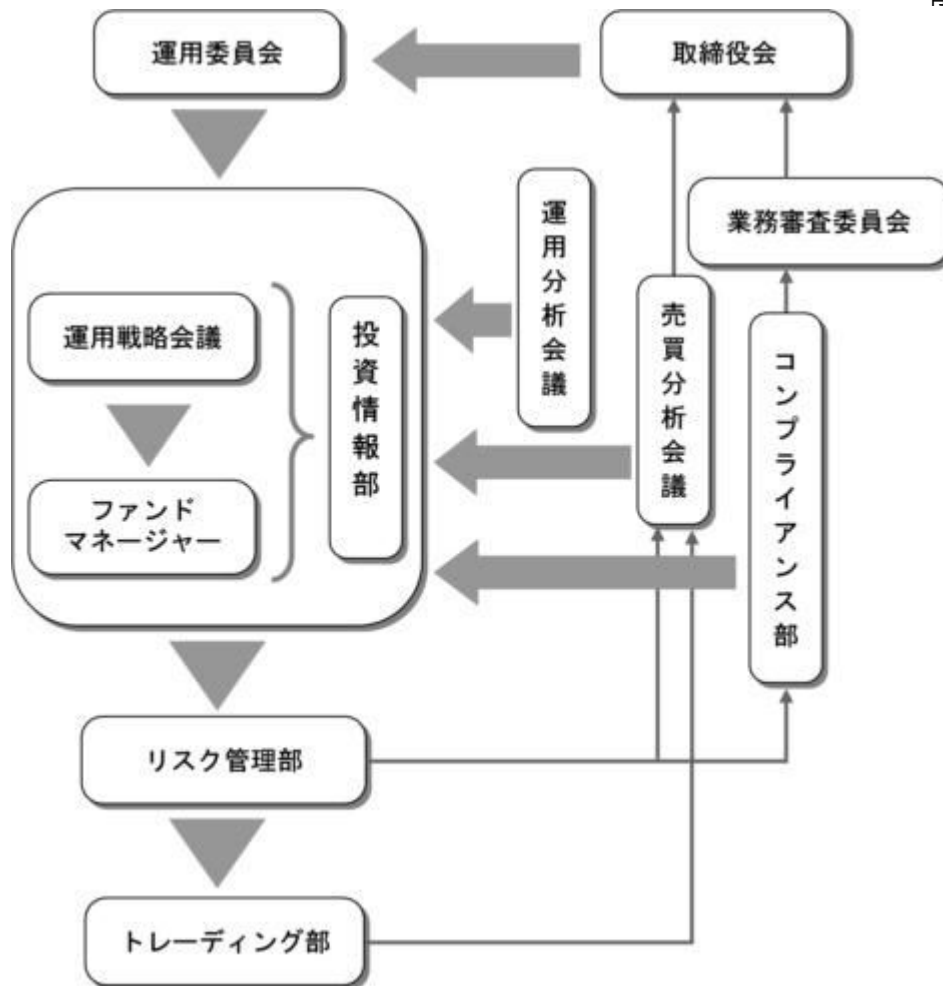 運用委員会
取締役会
業務審査委員会
運用分析会議
売買分析会議
コンプライアンス部
運用戦略会議
投資情報部
ファンド
マネージャー
リスク管理部
トレーディング部